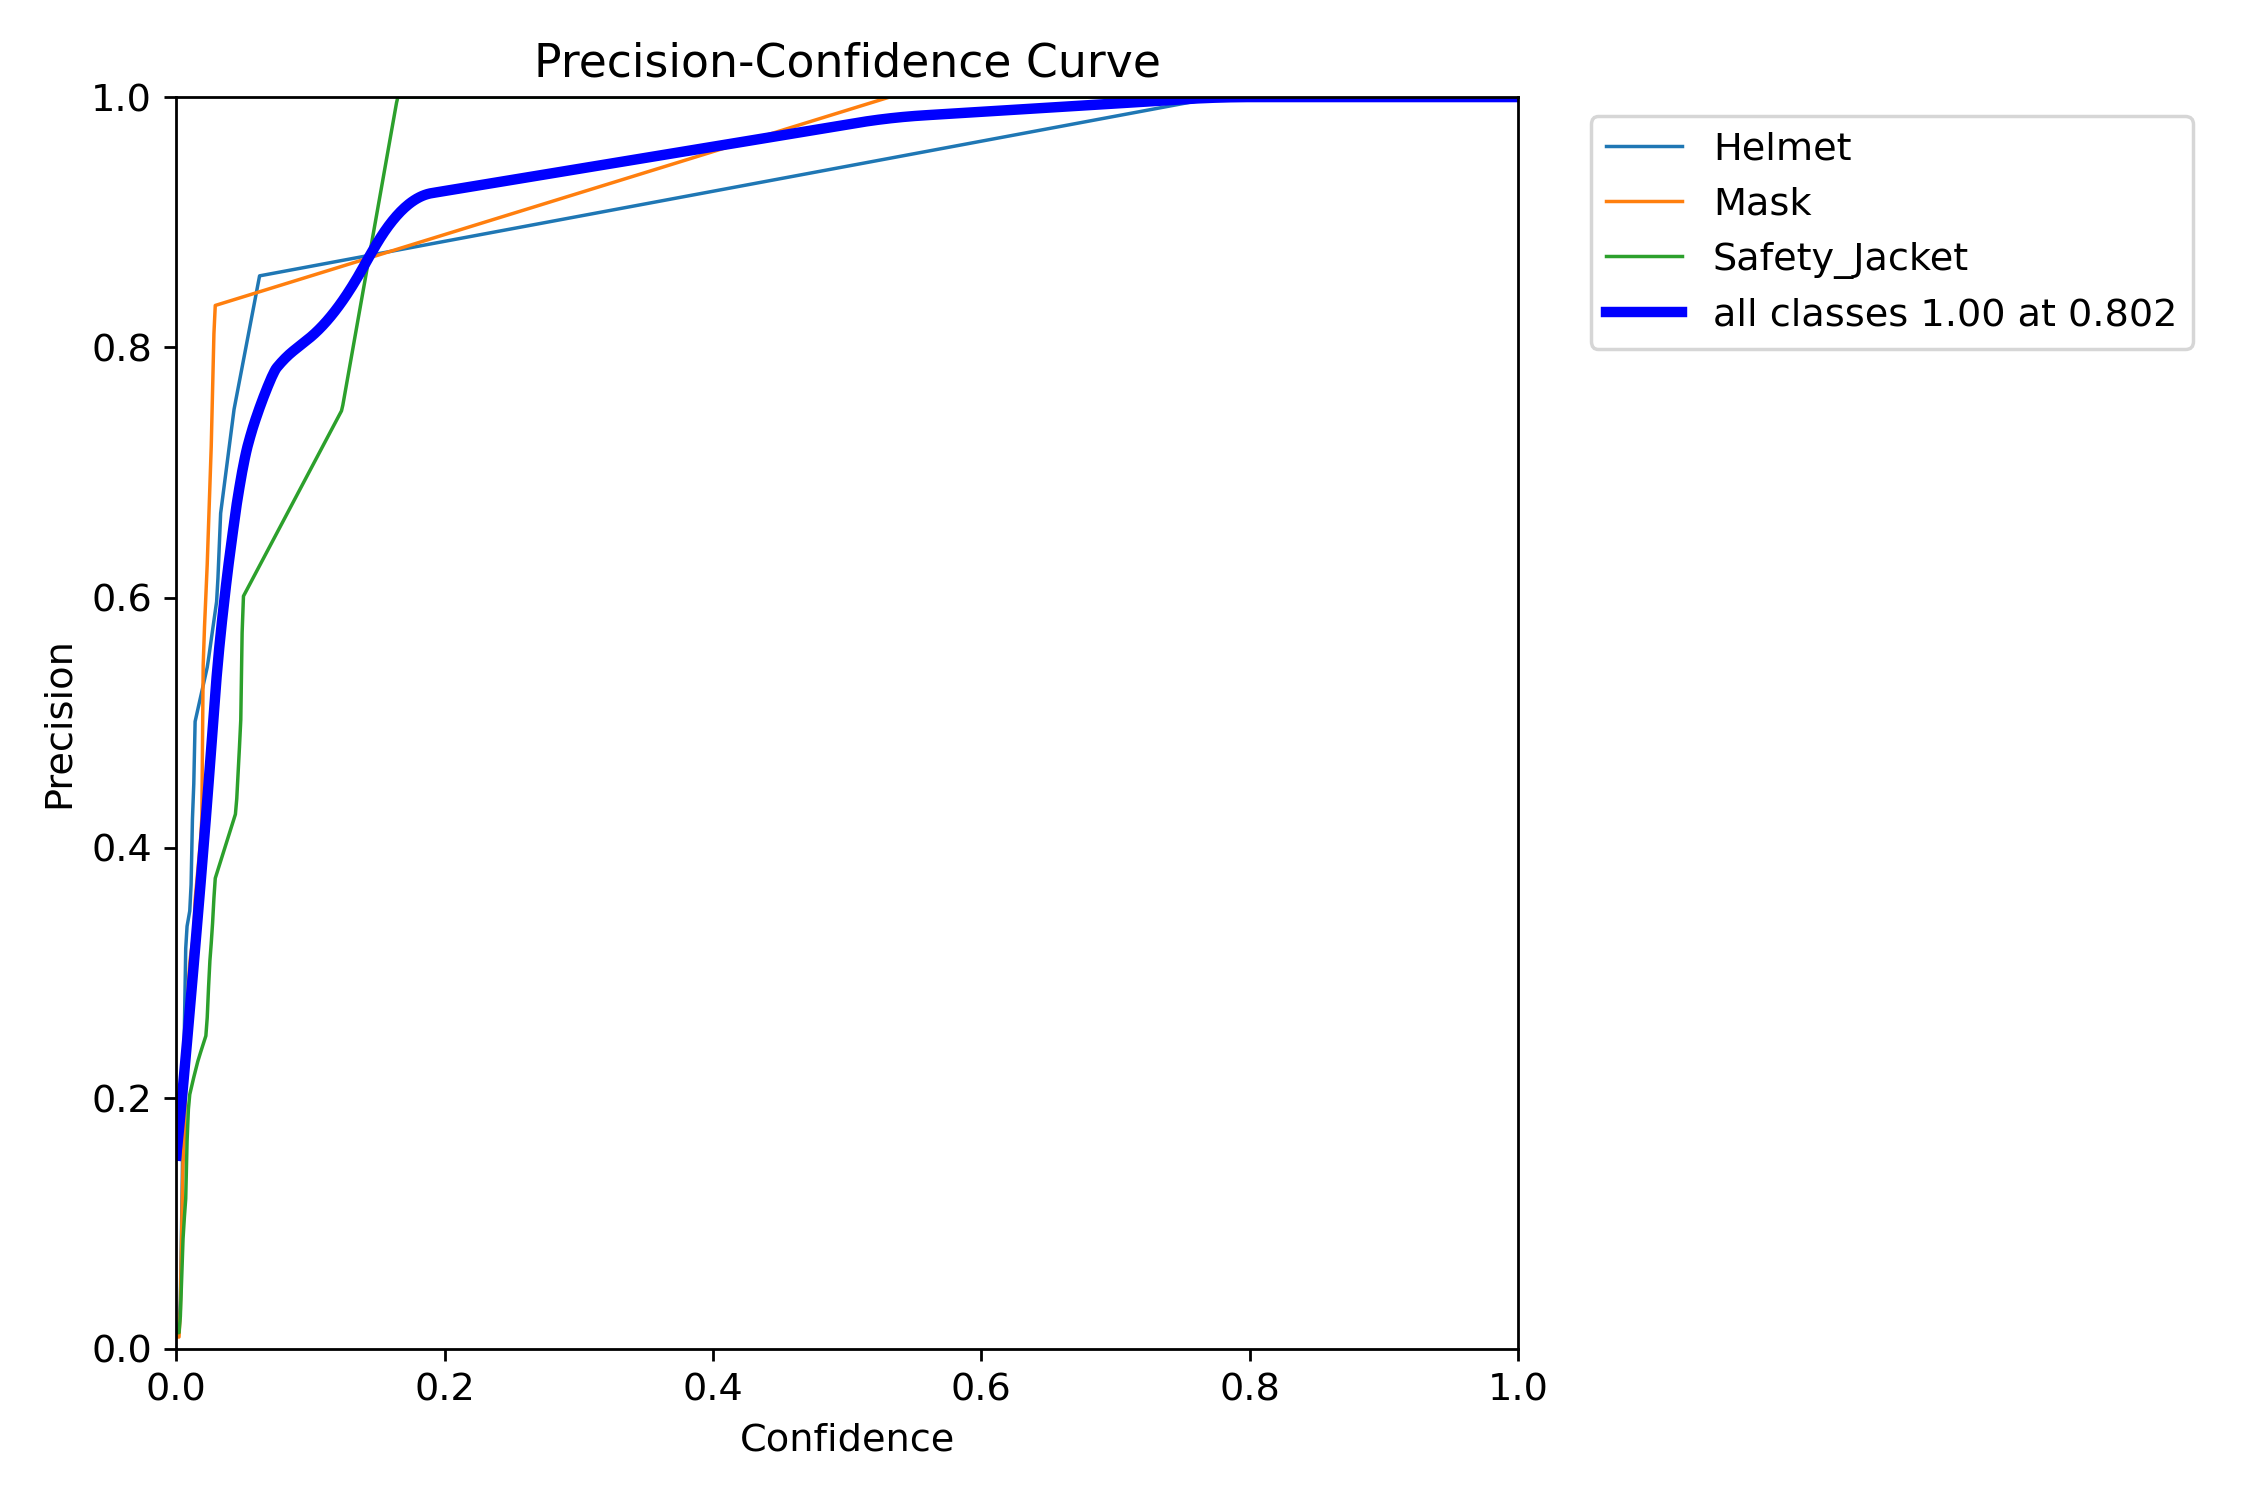 Precision-Confidence Curve
1.0
0.8
0.6
0.4
0.2
0.0
Precision
0.0 0.2 0.4 0.6 0.8 1.0
Confidence
Helmet
Mask
Safety_Jacket
all classes 1.00 at 0.802